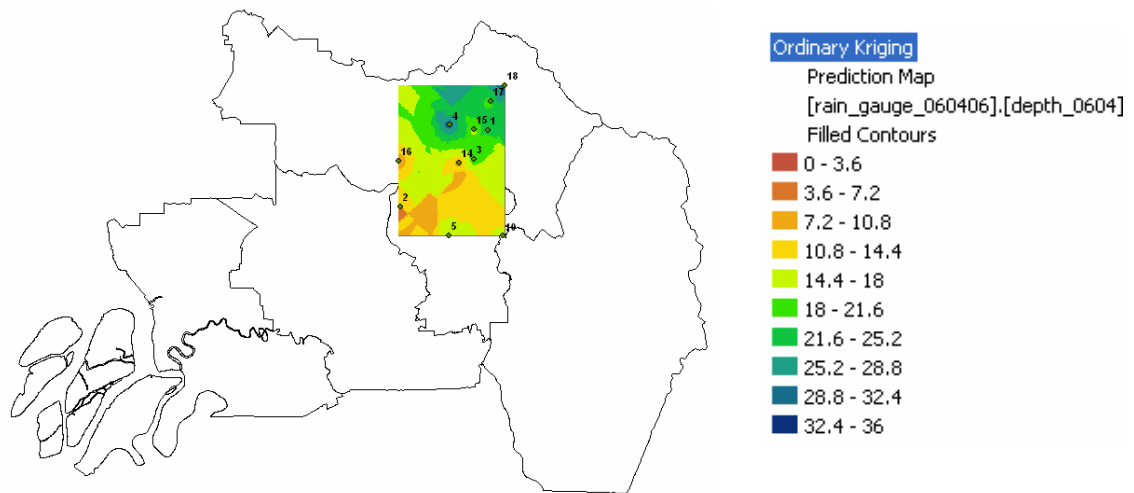 18
17
4
15
1
16
14
3
2
5
10
Ordinary Kriging
Prediction Map
[rain_gauge_060406].[depth_0604]
Filled Contours
0 - 3.6
3.6 - 7.2
7.2 - 10.8
10.8 - 14.4
14.4 - 18
18 - 21.6
21.6 - 25.2
25.2 - 28.8
28.8 - 32.4
32.4 - 36